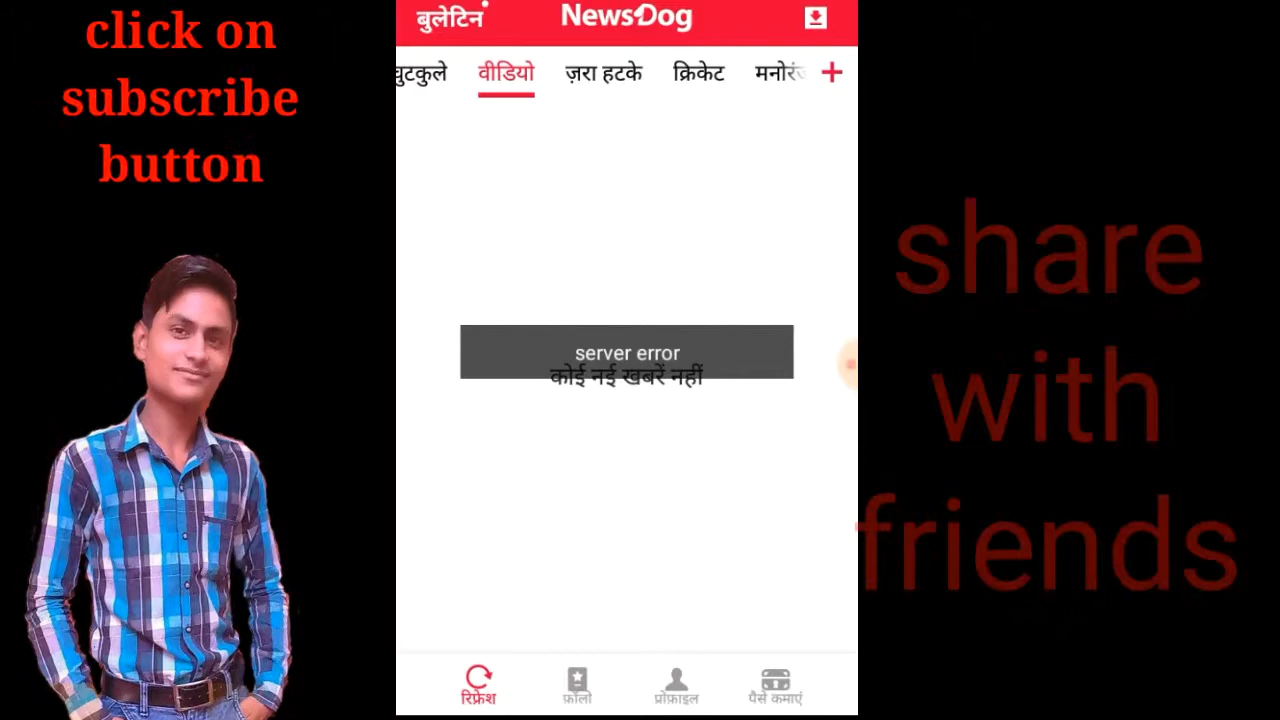 click on
subscribe
button
बुलेटिन
NewsDog
चुटकुले वीडियो ज़रा हटके क्रिकेट +
server error
कोई नई खबरें नहीं
रिफ्रेश फ़ॉलो प्रोफ़ाइल पैसे कमाएं
share
with
friends